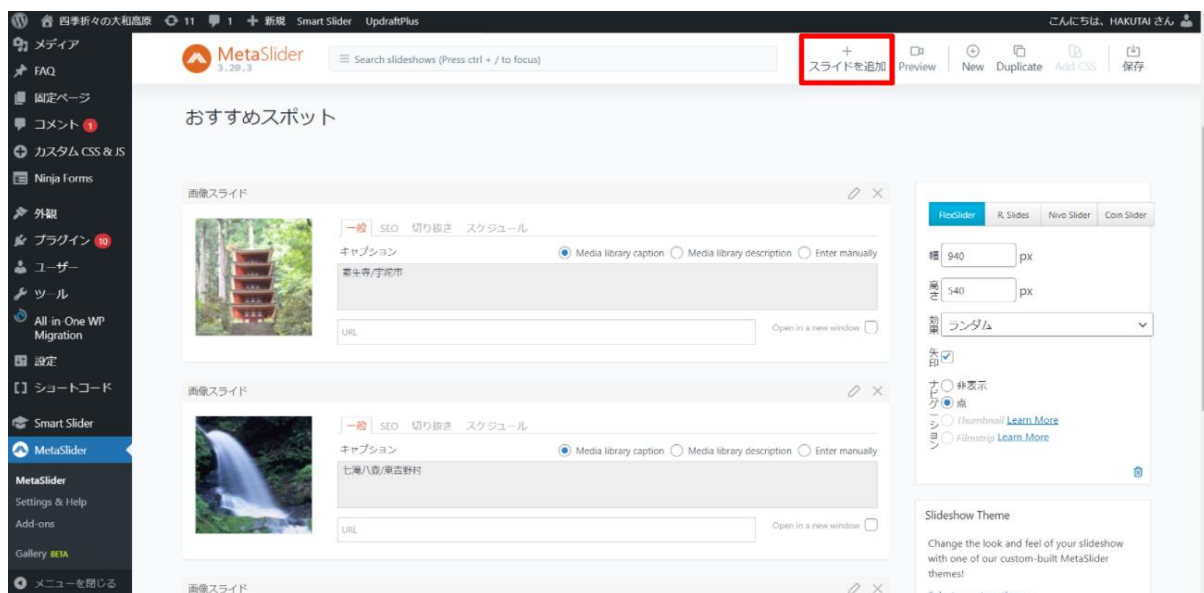 四季折々の大和高原 11 1 新規 Smart Slider UpdraftPlus こんにちは、HAKUTAI さん
メディア
FAQ
固定ページ
コメント 1
カスタム CSS & JS
Ninja Forms
外観
プラグイン 10
ユーザー
ツール
All in One WP
Migration
設定
ショートコード
Smart Slider
MetaSlider
MetaSlider
Settings & Help
Add-ons
Gallery BETA
メニューを閉じる
MetaSlider
3.20.3
Search slideshows (Press ctrl + / to focus)
スライドを追加 Preview New Duplicate Add CSS 保存
おすすめスポット
画像スライド
一般 SEO 切り抜き スケジュール
キャプション Media library caption Media library description Enter manually
室生寺/宇陀市
URL Open in a new window
画像スライド
一般 SEO 切り抜き スケジュール
キャプション Media library caption Media library description Enter manually
七滝八壺/東吉野村
URL Open in a new window
画像スライド
FlexSlider R. Slides Nivo Slider Coin Slider
幅 940 px
高さ 540 px
効果 ランダム
矢印
ナビゲーション
非表示
点
Thumbnail Learn More
Filmstrip Learn More
Slideshow Theme
Change the look and feel of your slideshow
with one of our custom-built MetaSlider
themes!